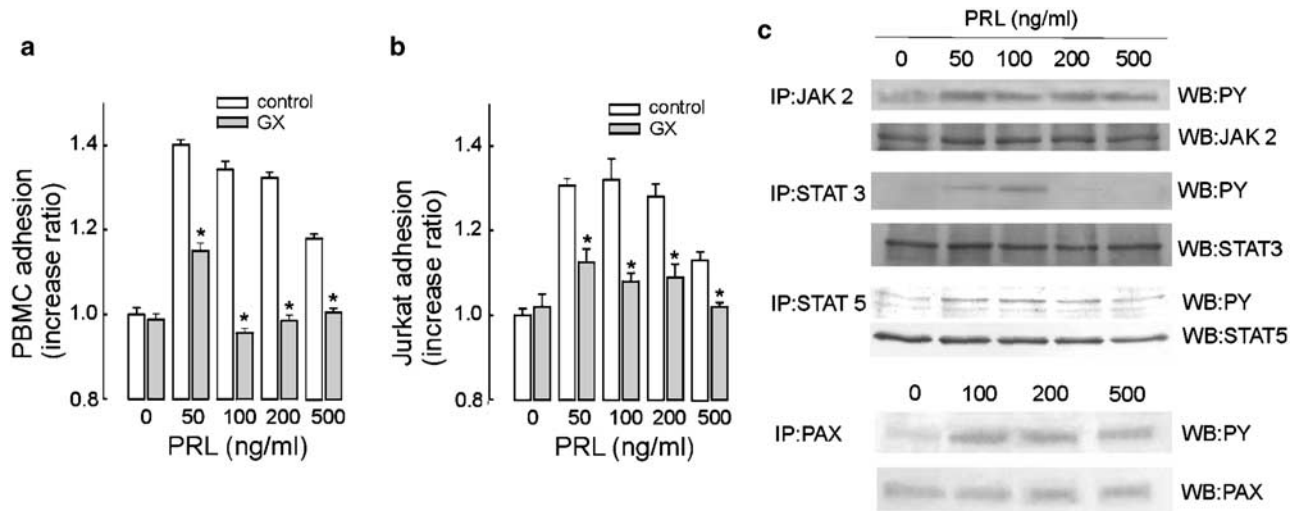 a
control
GX
1.4
1.2
1.0
0.8
PBMC adhesion
(increase ratio)
*
*
*
*
0 50 100 200 500
PRL (ng/ml)
b
control
GX
1.4
1.2
1.0
0.8
Jurkat adhesion
(increase ratio)
*
*
*
*
0 50 100 200 500
PRL (ng/ml)
c
PRL (ng/ml)
0 50 100 200 500
IP:JAK 2 WB:PY
WB:JAK 2
IP:STAT 3 WB:PY
WB:STAT3
IP:STAT 5 WB:PY
WB:STAT5
0 100 200 500
IP:PAX WB:PY
WB:PAX